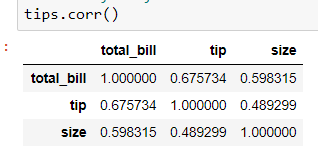 tips.corr()
:
total_bill tip size
total_bill 1.000000 0.675734 0.598315
tip 0.675734 1.000000 0.489299
size 0.598315 0.489299 1.000000